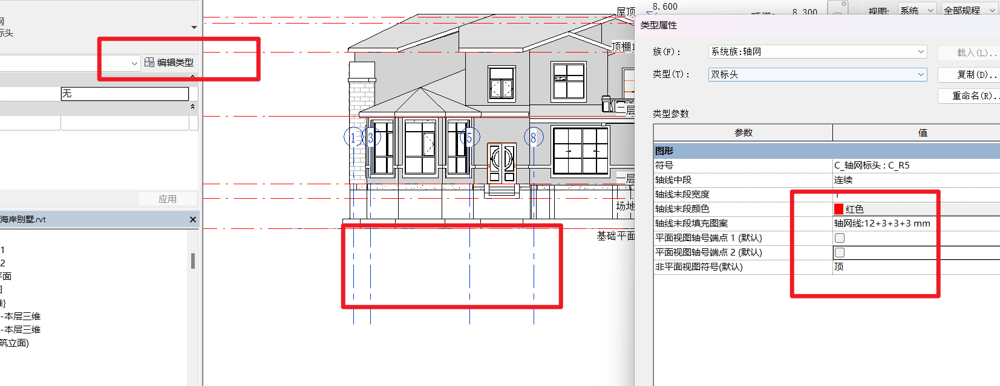 网
标头
编辑类型
无
应用
海岸别墅.rvt
1
2
平面
图
维}
-本层三维
-本层三维
筑立面)
屋顶
8.600
8.300
顶棚1
二层
1
3
5
8
一层
场地
基础平面
视图:
系统
全部规程
类型属性
族(F):
系统族:轴网
载入(L)..
类型(T):
双标头
复制(D)..
重命名(R)..
类型参数
参数
值
图形
符号
C_轴网标头 : C_R5
轴线中段
连续
轴线末段宽度
1
轴线末段颜色
红色
轴线末段填充图案
轴网线:12+3+3+3 mm
平面视图轴号端点 1 (默认)
平面视图轴号端点 2 (默认)
非平面视图符号(默认)
顶